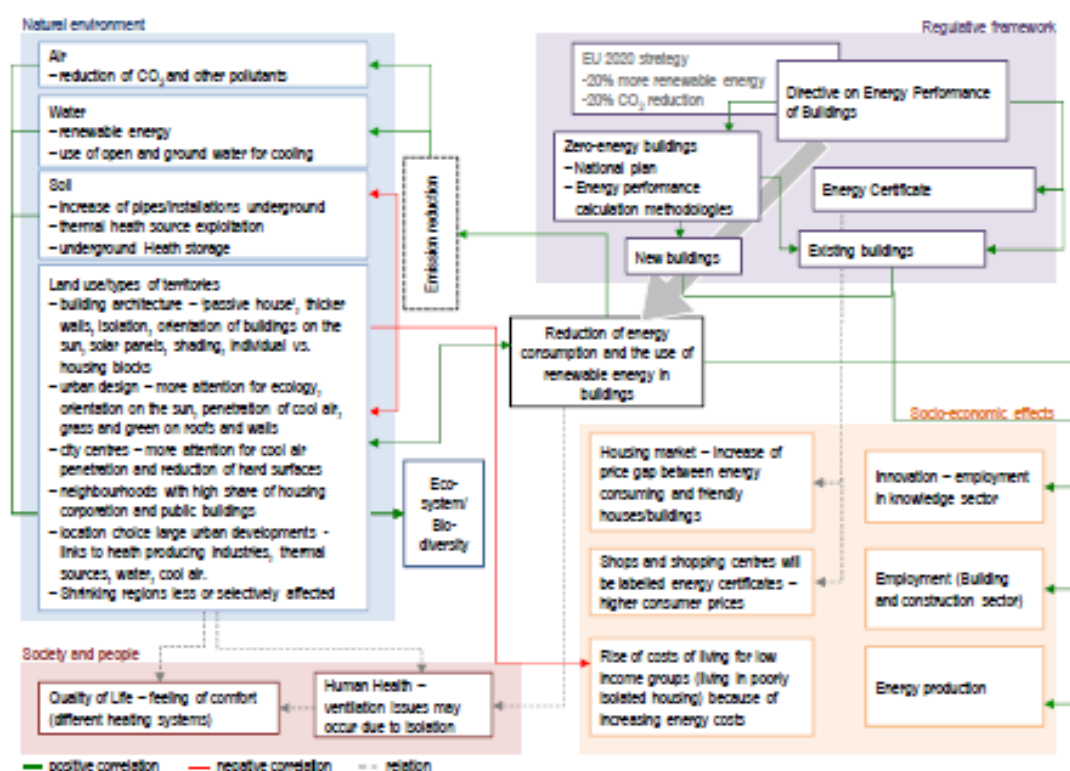 Natural environment
Air
– reduction of CO2 and other pollutants
Water
– renewable energy
– use of open and ground water for cooling
Soil
– Increase of pipes/installations underground
– thermal heath source exploitation
– underground Heath storage
Land use/types of territories
– building architecture – 'passive house', thicker
walls, isolation, orientation of buildings on the
sun, solar panels, shading, individual vs.
housing blocks
– urban design – more attention for ecology,
orientation on the sun, penetration of cool air,
grass and green on roofs and walls
– city centres – more attention for cool air
penetration and reduction of hard surfaces
– neighbourhoods with high share of housing
corporation and public buildings
– location choice large urban developments -
links to heath producing industries, thermal
sources, water, cool air.
– Shrinking regions less or selectively affected
Emission reduction
Eco-
system/
Bio-
diversity
Regulative framework
EU 2020 strategy
-20% more renewable energy
-20% CO2 reduction
Directive on Energy Performance
of Buildings
Zero-energy buildings
– National plan
– Energy performance
calculation methodologies
Energy Certificate
New buildings
Existing buildings
Reduction of energy
consumption and the use of
renewable energy in
buildings
Socio-economic effects
Housing market – increase of
price gap between energy
consuming and friendly
houses/buildings
Innovation – employment
in knowledge sector
Shops and shopping centres will
be labelled energy certificates –
higher consumer prices
Employment (Building
and construction sector)
Rise of costs of living for low
income groups (living in poorly
isolated housing) because of
increasing energy costs
Energy production
Society and people
Quality of Life – feeling of comfort
(different heating systems)
Human Health –
ventilation issues may
occur due to isolation
positive correlation
negative correlation
relation